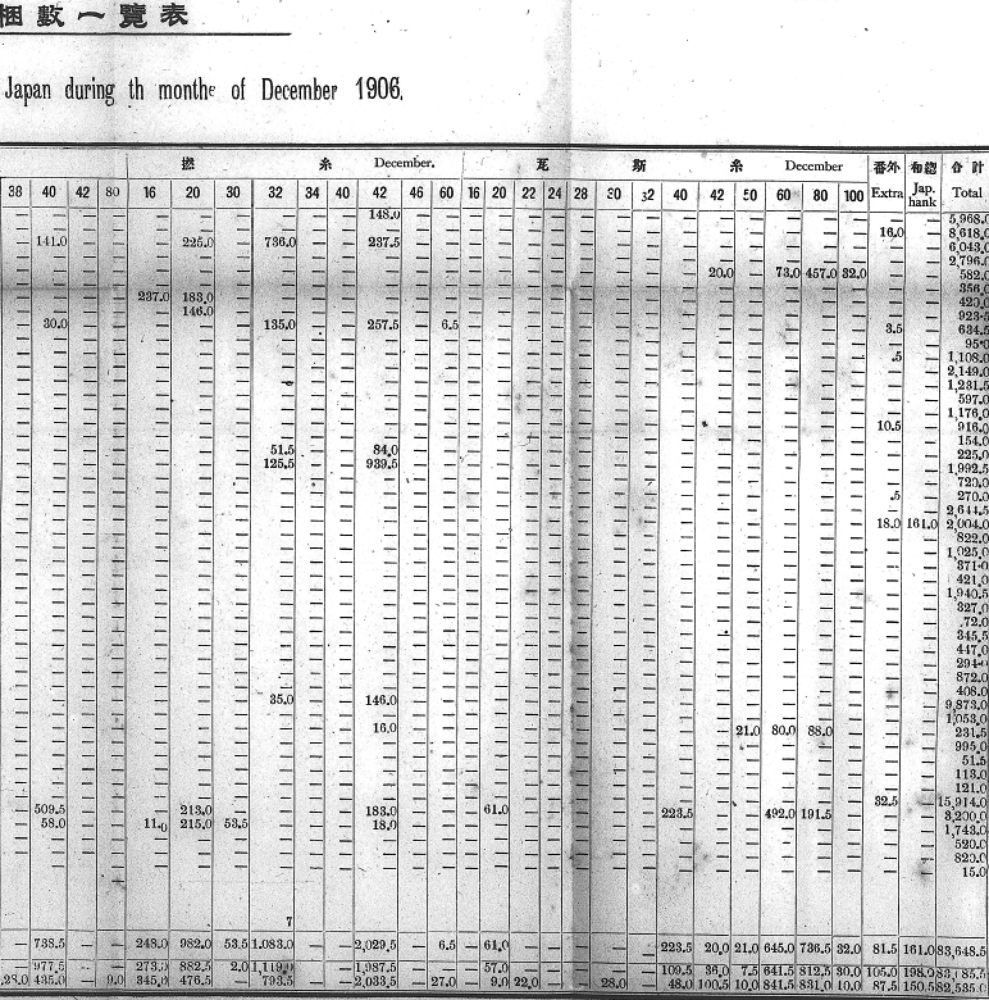 梱數一覽表
Japan during th monthe of December 1906.
撚 糸 December. 瓦 斯 糸 December 番外 和綛 合計
38 40 42 80 16 20 30 32 34 40 42 46 60 16 20 22 24 28 30 32 40 42 50 60 80 100 Extra Jap. hank Total
— — — — — — — — — — 148.0 — — — — — — — — — — — — — — — — — 5,968.0
— — — — — — — — — — — — — — — — — — — — — — — — — — 16.0 — 8,618.0
— 141.0 — — — 225.0 — 736.0 — — 237.5 — — — — — — — — — — — — — — — — — 6,043.0
— — — — — — — — — — — — — — — — — — — — — — — — — — — — 2,796.0
— — — — — — — — — — — — — — — — — — — — — 20.0 — 73.0 457.0 32.0 — — 582.0
— — — — — — — — — — — — — — — — — — — — — — — — — — — — 356.0
— — — — 237.0 183.0 — — — — — — — — — — — — — — — — — — — — — — 420.0
— — — — — 146.0 — — — — — — — — — — — — — — — — — — — — — — 923.5
— 30.0 — — — — — 135.0 — — 257.5 — 6.5 — — — — — — — — — — — — — 3.5 — 634.5
— — — — — — — — — — — — — — — — — — — — — — — — — — — — 95.0
— — — — — — — — — — — — — — — — — — — — — — — — — — .5 — 1,108.0
— — — — — — — — — — — — — — — — — — — — — — — — — — — — 2,149.0
— — — — — — — — — — — — — — — — — — — — — — — — — — — — 1,231.5
— — — — — — — — — — — — — — — — — — — — — — — — — — — — 597.0
— — — — — — — — — — — — — — — — — — — — — — — — — — — — 1,176.0
— — — — — — — — — — — — — — — — — — — — — — — — — — 10.5 — 916.0
— — — — — — — — — — — — — — — — — — — — — — — — — — — — 154.0
— — — — — — — 51.5 — — 84.0 — — — — — — — — — — — — — — — — — 225.0
— — — — — — — 125.5 — — 939.5 — — — — — — — — — — — — — — — — — 1,992.5
— — — — — — — — — — — — — — — — — — — — — — — — — — — — 720.0
— — — — — — — — — — — — — — — — — — — — — — — — — — .5 — 270.0
— — — — — — — — — — — — — — — — — — — — — — — — — — — — 2,644.5
— — — — — — — — — — — — — — — — — — — — — — — — — — 18.0 161.0 2,004.0
— — — — — — — — — — — — — — — — — — — — — — — — — — — — 822.0
— — — — — — — — — — — — — — — — — — — — — — — — — — — — 1,025.0
— — — — — — — — — — — — — — — — — — — — — — — — — — — — 371.0
— — — — — — — — — — — — — — — — — — — — — — — — — — — — 421.0
— — — — — — — — — — — — — — — — — — — — — — — — — — — — 1,940.5
— — — — — — — — — — — — — — — — — — — — — — — — — — — — 327.0
— — — — — — — — — — — — — — — — — — — — — — — — — — — — 72.0
— — — — — — — — — — — — — — — — — — — — — — — — — — — — 345.5
— — — — — — — — — — — — — — — — — — — — — — — — — — — — 447.0
— — — — — — — — — — — — — — — — — — — — — — — — — — — — 294.0
— — — — — — — — — — — — — — — — — — — — — — — — — — — — 872.0
— — — — — — — — — — — — — — — — — — — — — — — — — — — — 408.0
— — — — — — — 35.0 — — 146.0 — — — — — — — — — — — — — — — — — 9,873.0
— — — — — — — — — — — — — — — — — — — — — — — — — — — — 1,053.0
— — — — — — — — — — 16.0 — — — — — — — — — — — 21.0 80.0 88.0 — — — 231.5
— — — — — — — — — — — — — — — — — — — — — — — — — — — — 995.0
— — — — — — — — — — — — — — — — — — — — — — — — — — — — 51.5
— — — — — — — — — — — — — — — — — — — — — — — — — — — — 113.0
— — — — — — — — — — — — — — — — — — — — — — — — — — — — 121.0
— — — — — — — — — — — — — — — — — — — — — — — — — — 32.5 — 15,914.0
— 509.5 — — — 213.0 — — — — 183.0 — — — 61.0 — — — — — 223.5 — — 492.0 191.5 — — — 3,200.0
— 58.0 — — 11.0 215.0 53.5 — — — 18.0 — — — — — — — — — — — — — — — — — 1,743.0
— — — — — — — — — — — — — — — — — — — — — — — — — — — — 520.0
— — — — — — — — — — — — — — — — — — — — — — — — — — — — 820.0
— — — — — — — — — — — — — — — — — — — — — — — — — — — 15.0
7
— 738.5 — — 248.0 982.0 53.5 1.083.0 — — 2,029.5 — 6.5 — 61.0 — — — — — 223.5 20.0 21.0 645.0 736.5 32.0 81.5 161.0 83,648.5
— 977.5 — — 273.0 882.5 2.0 1,119.0 — 1,987.5 57.0 109.5 36.0 7.5 641.5 812.5 30.0 105.0 198.0
28.0 435.0 — 9.0 345.0 476.5 — 793.5 — 2,033.5 — 27.0 9.0 22.0 — 28.0 — 48.0 100.5 10.0 841.5 831.0 10.0 87.5 150.5 82,535.0